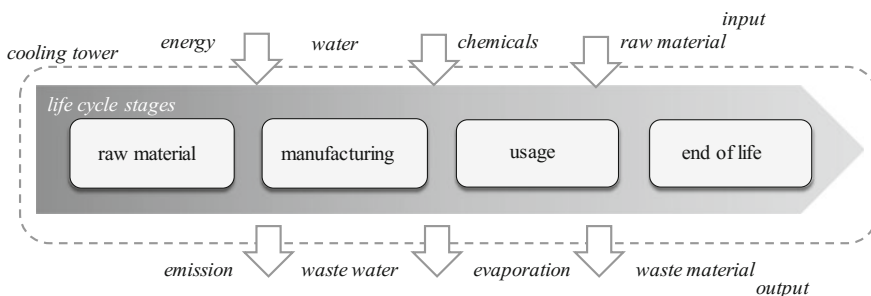 input
energy water chemicals raw material
cooling tower
life cycle stages
raw material manufacturing usage end of life
emission waste water evaporation waste material
output